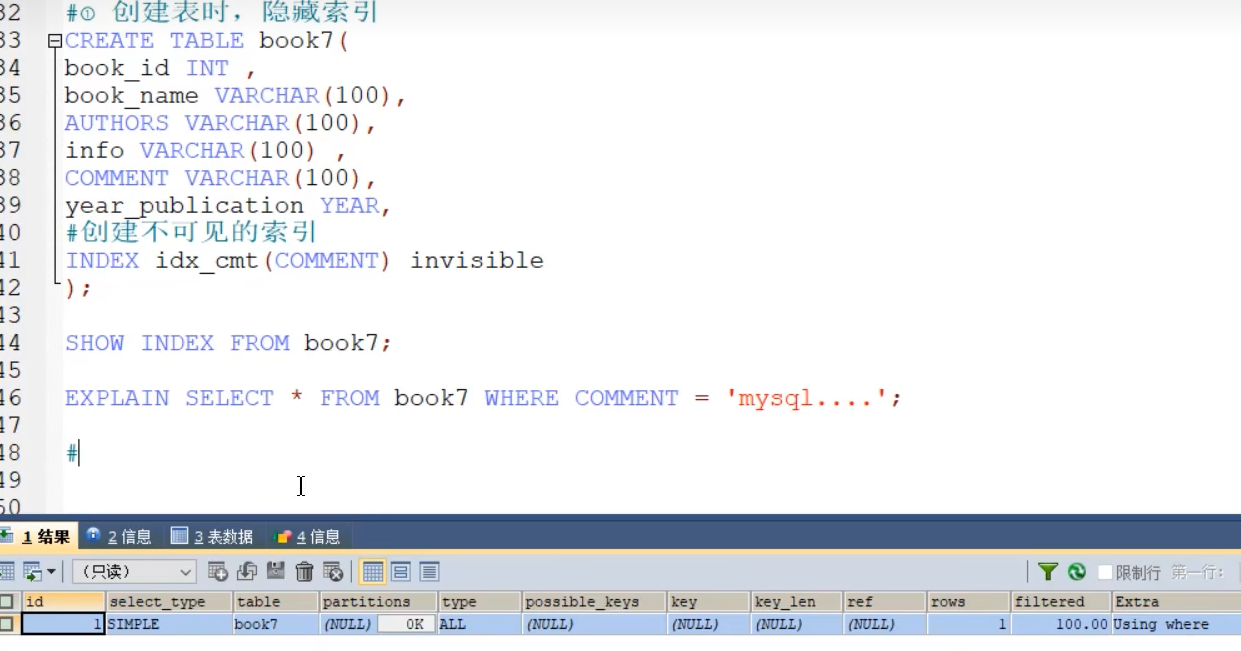 32 #① 创建表时，隐藏索引
33 CREATE TABLE book7(
34 book_id INT ,
35 book_name VARCHAR(100),
36 AUTHORS VARCHAR(100),
37 info VARCHAR(100) ,
38 COMMENT VARCHAR(100),
39 year_publication YEAR,
40 #创建不可见的索引
41 INDEX idx_cmt(COMMENT) invisible
42 );
43
44 SHOW INDEX FROM book7;
45
46 EXPLAIN SELECT * FROM book7 WHERE COMMENT = 'mysql....';
47
48 #
49
50
1 结果 2 信息 3 表数据 4 信息
(只读) 限制行 第一行:
id select_type table partitions type possible_keys key key_len ref rows filtered Extra
1 SIMPLE book7 (NULL) 0K ALL (NULL) (NULL) (NULL) (NULL) 1 100.00 Using where